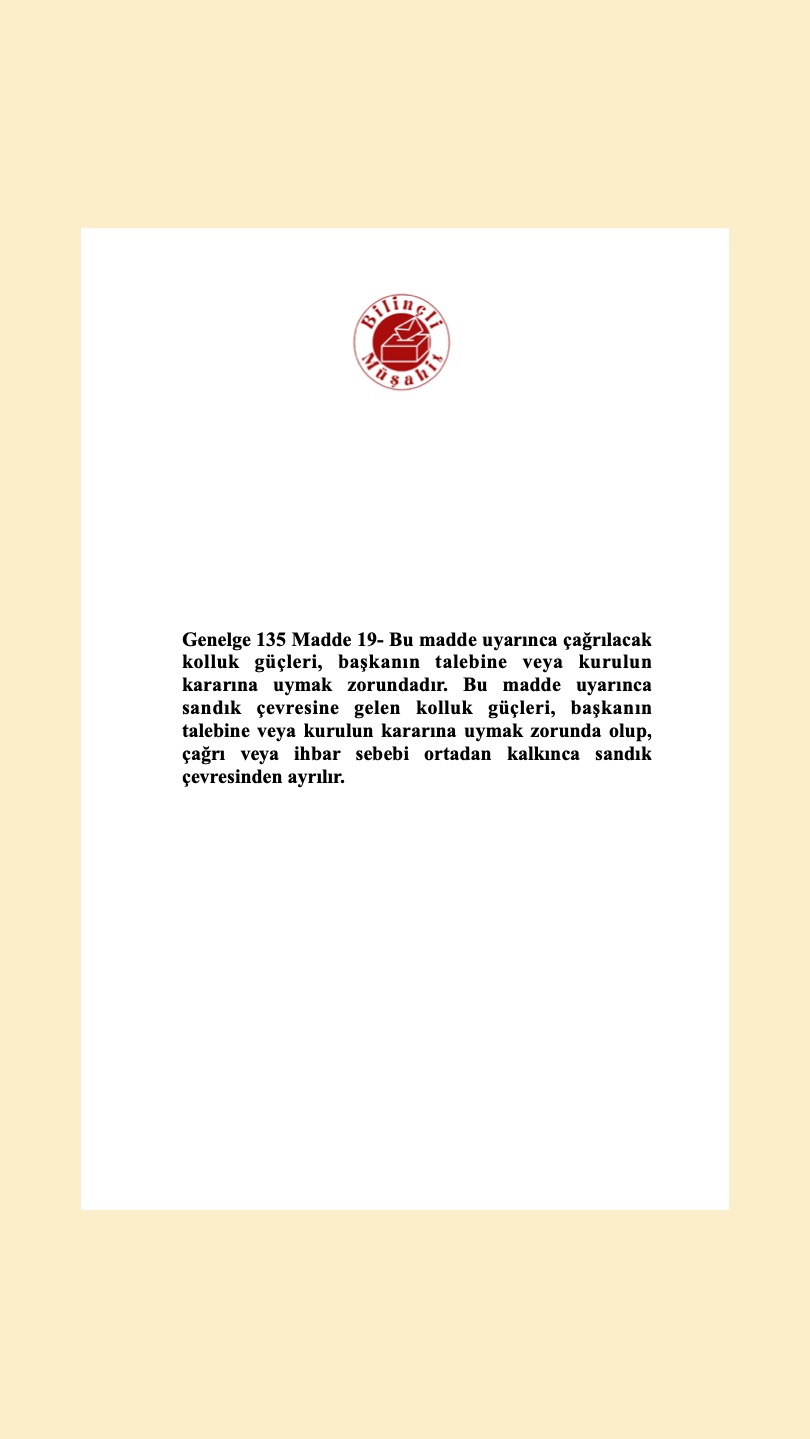 Bilinçli
Müşahit
Genelge 135 Madde 19- Bu madde uyarınca çağrılacak
kolluk güçleri, başkanın talebine veya kurulun
kararına uymak zorundadır. Bu madde uyarınca
sandık çevresine gelen kolluk güçleri, başkanın
talebine veya kurulun kararına uymak zorunda olup,
çağrı veya ihbar sebebi ortadan kalkınca sandık
çevresinden ayrılır.